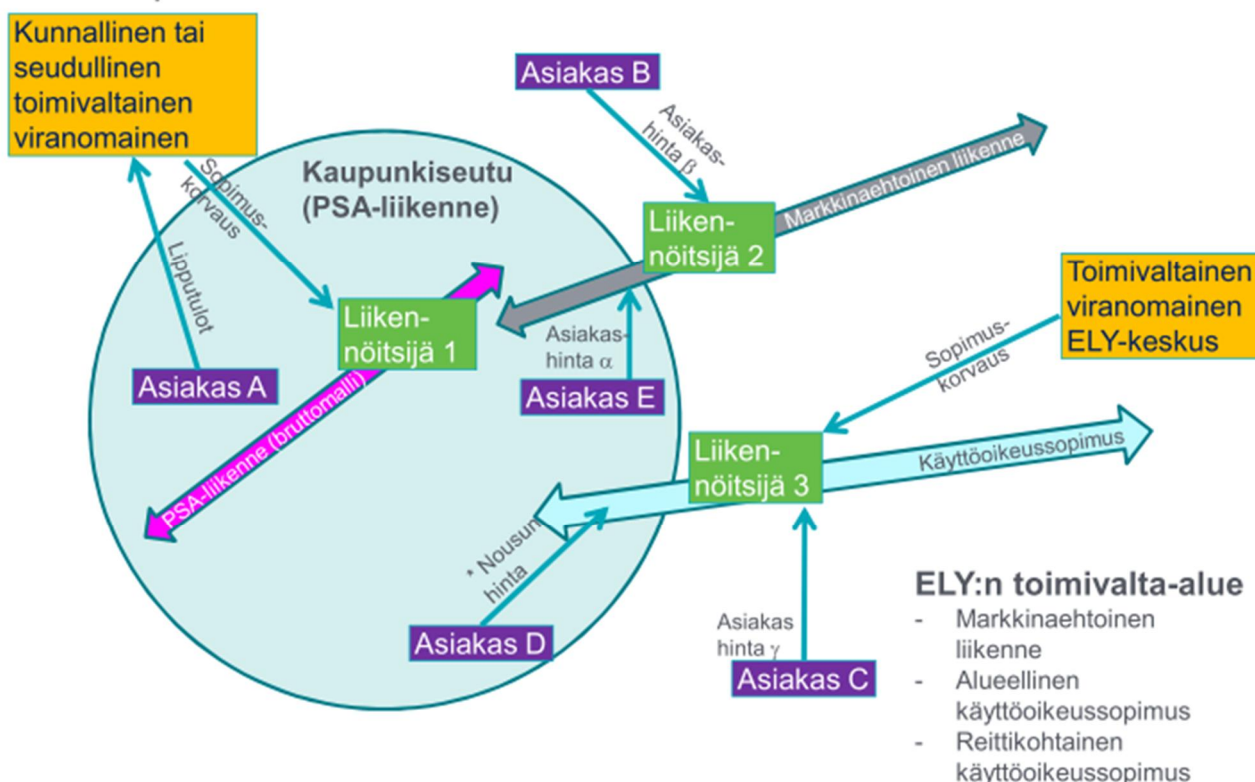 Kunnallinen tai
seudullinen
toimivaltainen
viranomainen
Asiakas B
Asiakas-
hinta β
Markkinaehtoinen liikenne
Kaupunkiseutu
(PSA-liikenne)
Sopimus-
korvaus
Liiken-
nöitsijä 2
Lipputulot
Liiken-
nöitsijä 1
Toimivaltainen
viranomainen
ELY-keskus
Asiakas-
hinta α
Sopimus-
korvaus
Asiakas A
Asiakas E
PSA-liikenne (bruttomalli)
Liiken-
nöitsijä 3
Käyttöoikeussopimus
* Nousun
hinta
Asiakas D
Asiakas
hinta γ
Asiakas C
ELY:n toimivalta-alue
- Markkinaehtoinen
liikenne
- Alueellinen
käyttöoikeussopimus
- Reittikohtainen
käyttöoikeussopimus